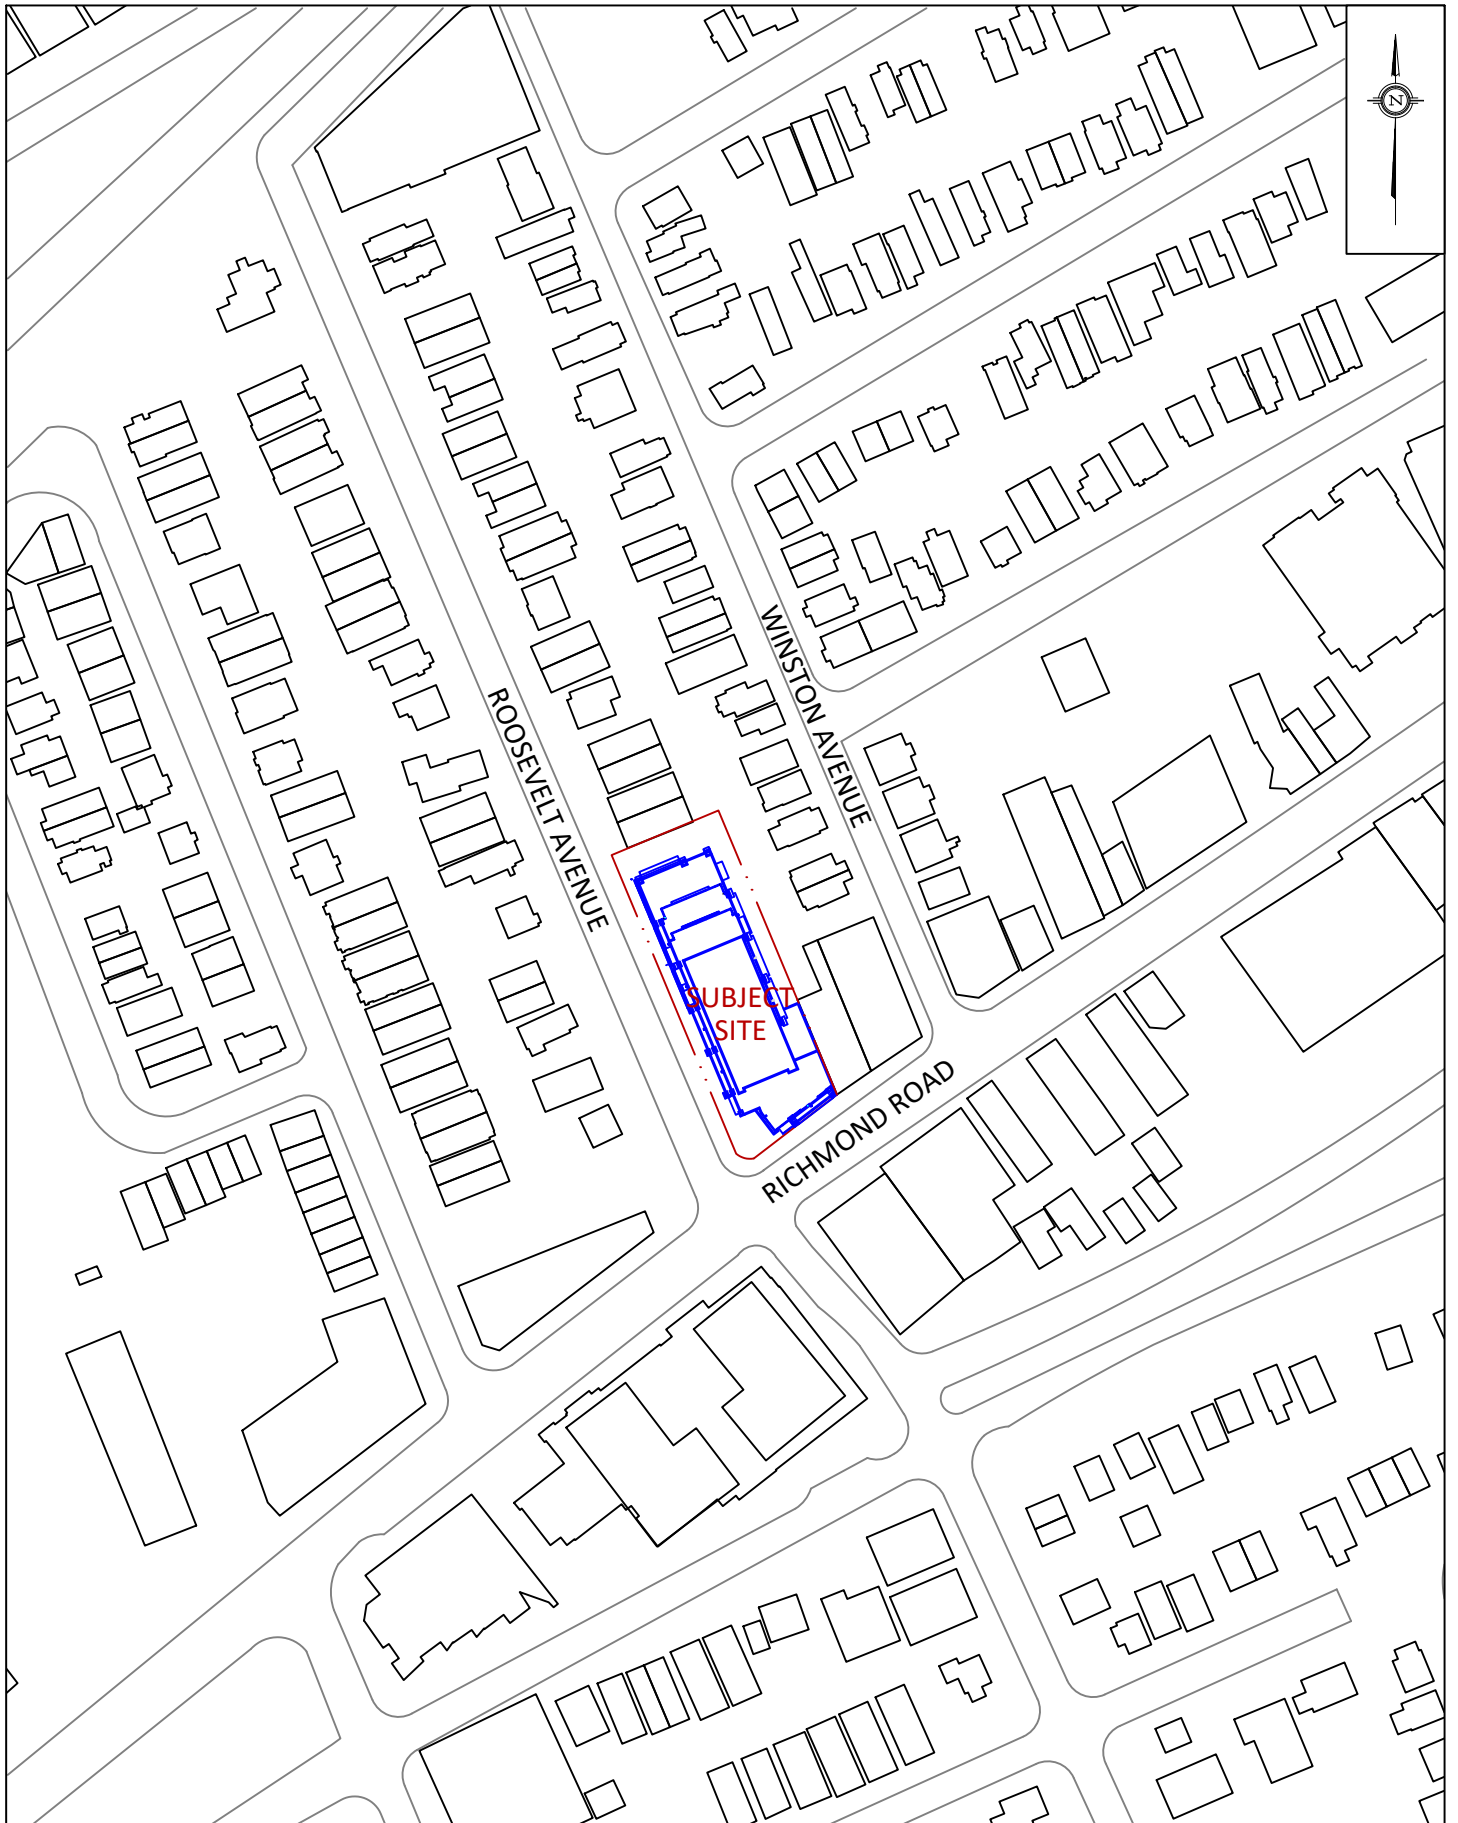 N
WINSTON AVENUE
ROOSEVELT AVENUE
SUBJECT
SITE
RICHMOND ROAD